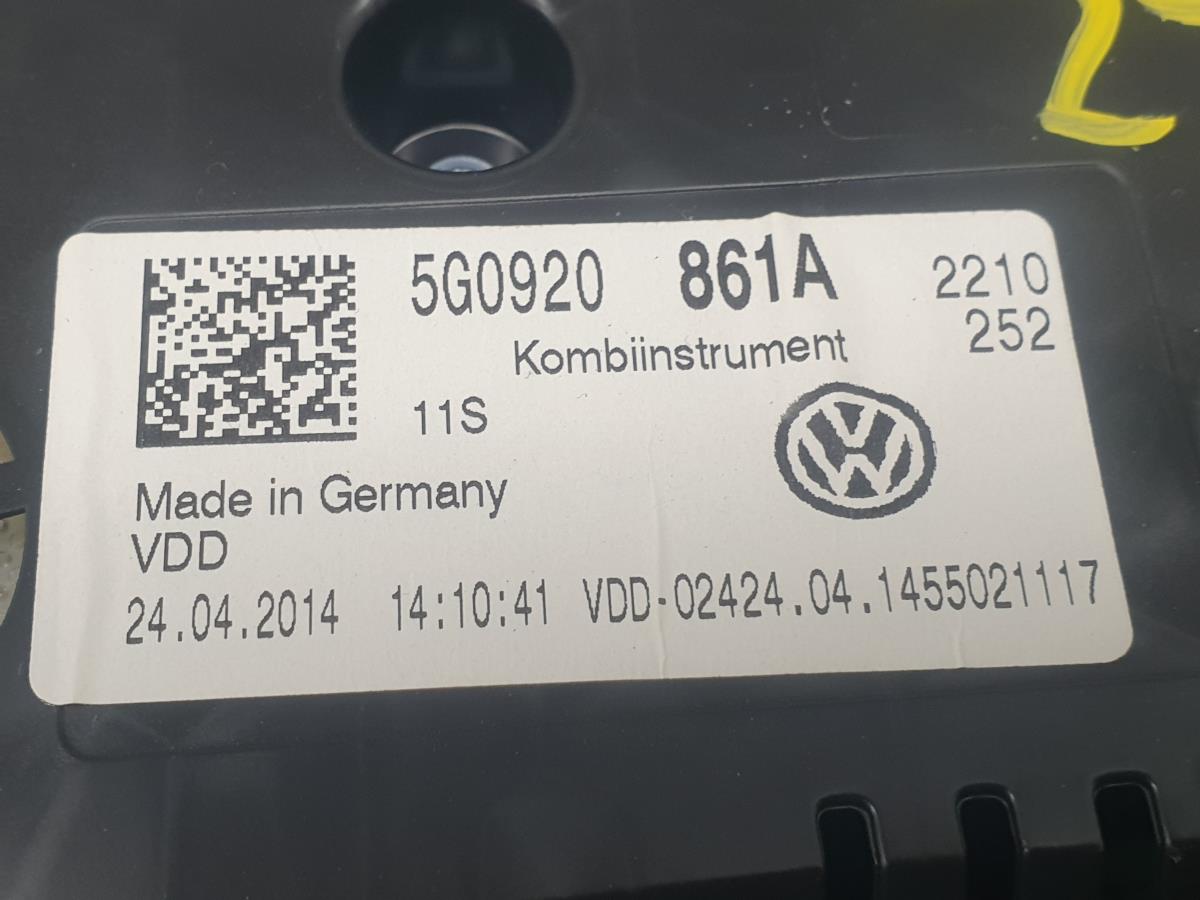 5G0920 861A 2210
252
Kombiinstrument
11S
Made in Germany
VDD
24.04.2014 14:10:41 VDD-02424.04.1455021117